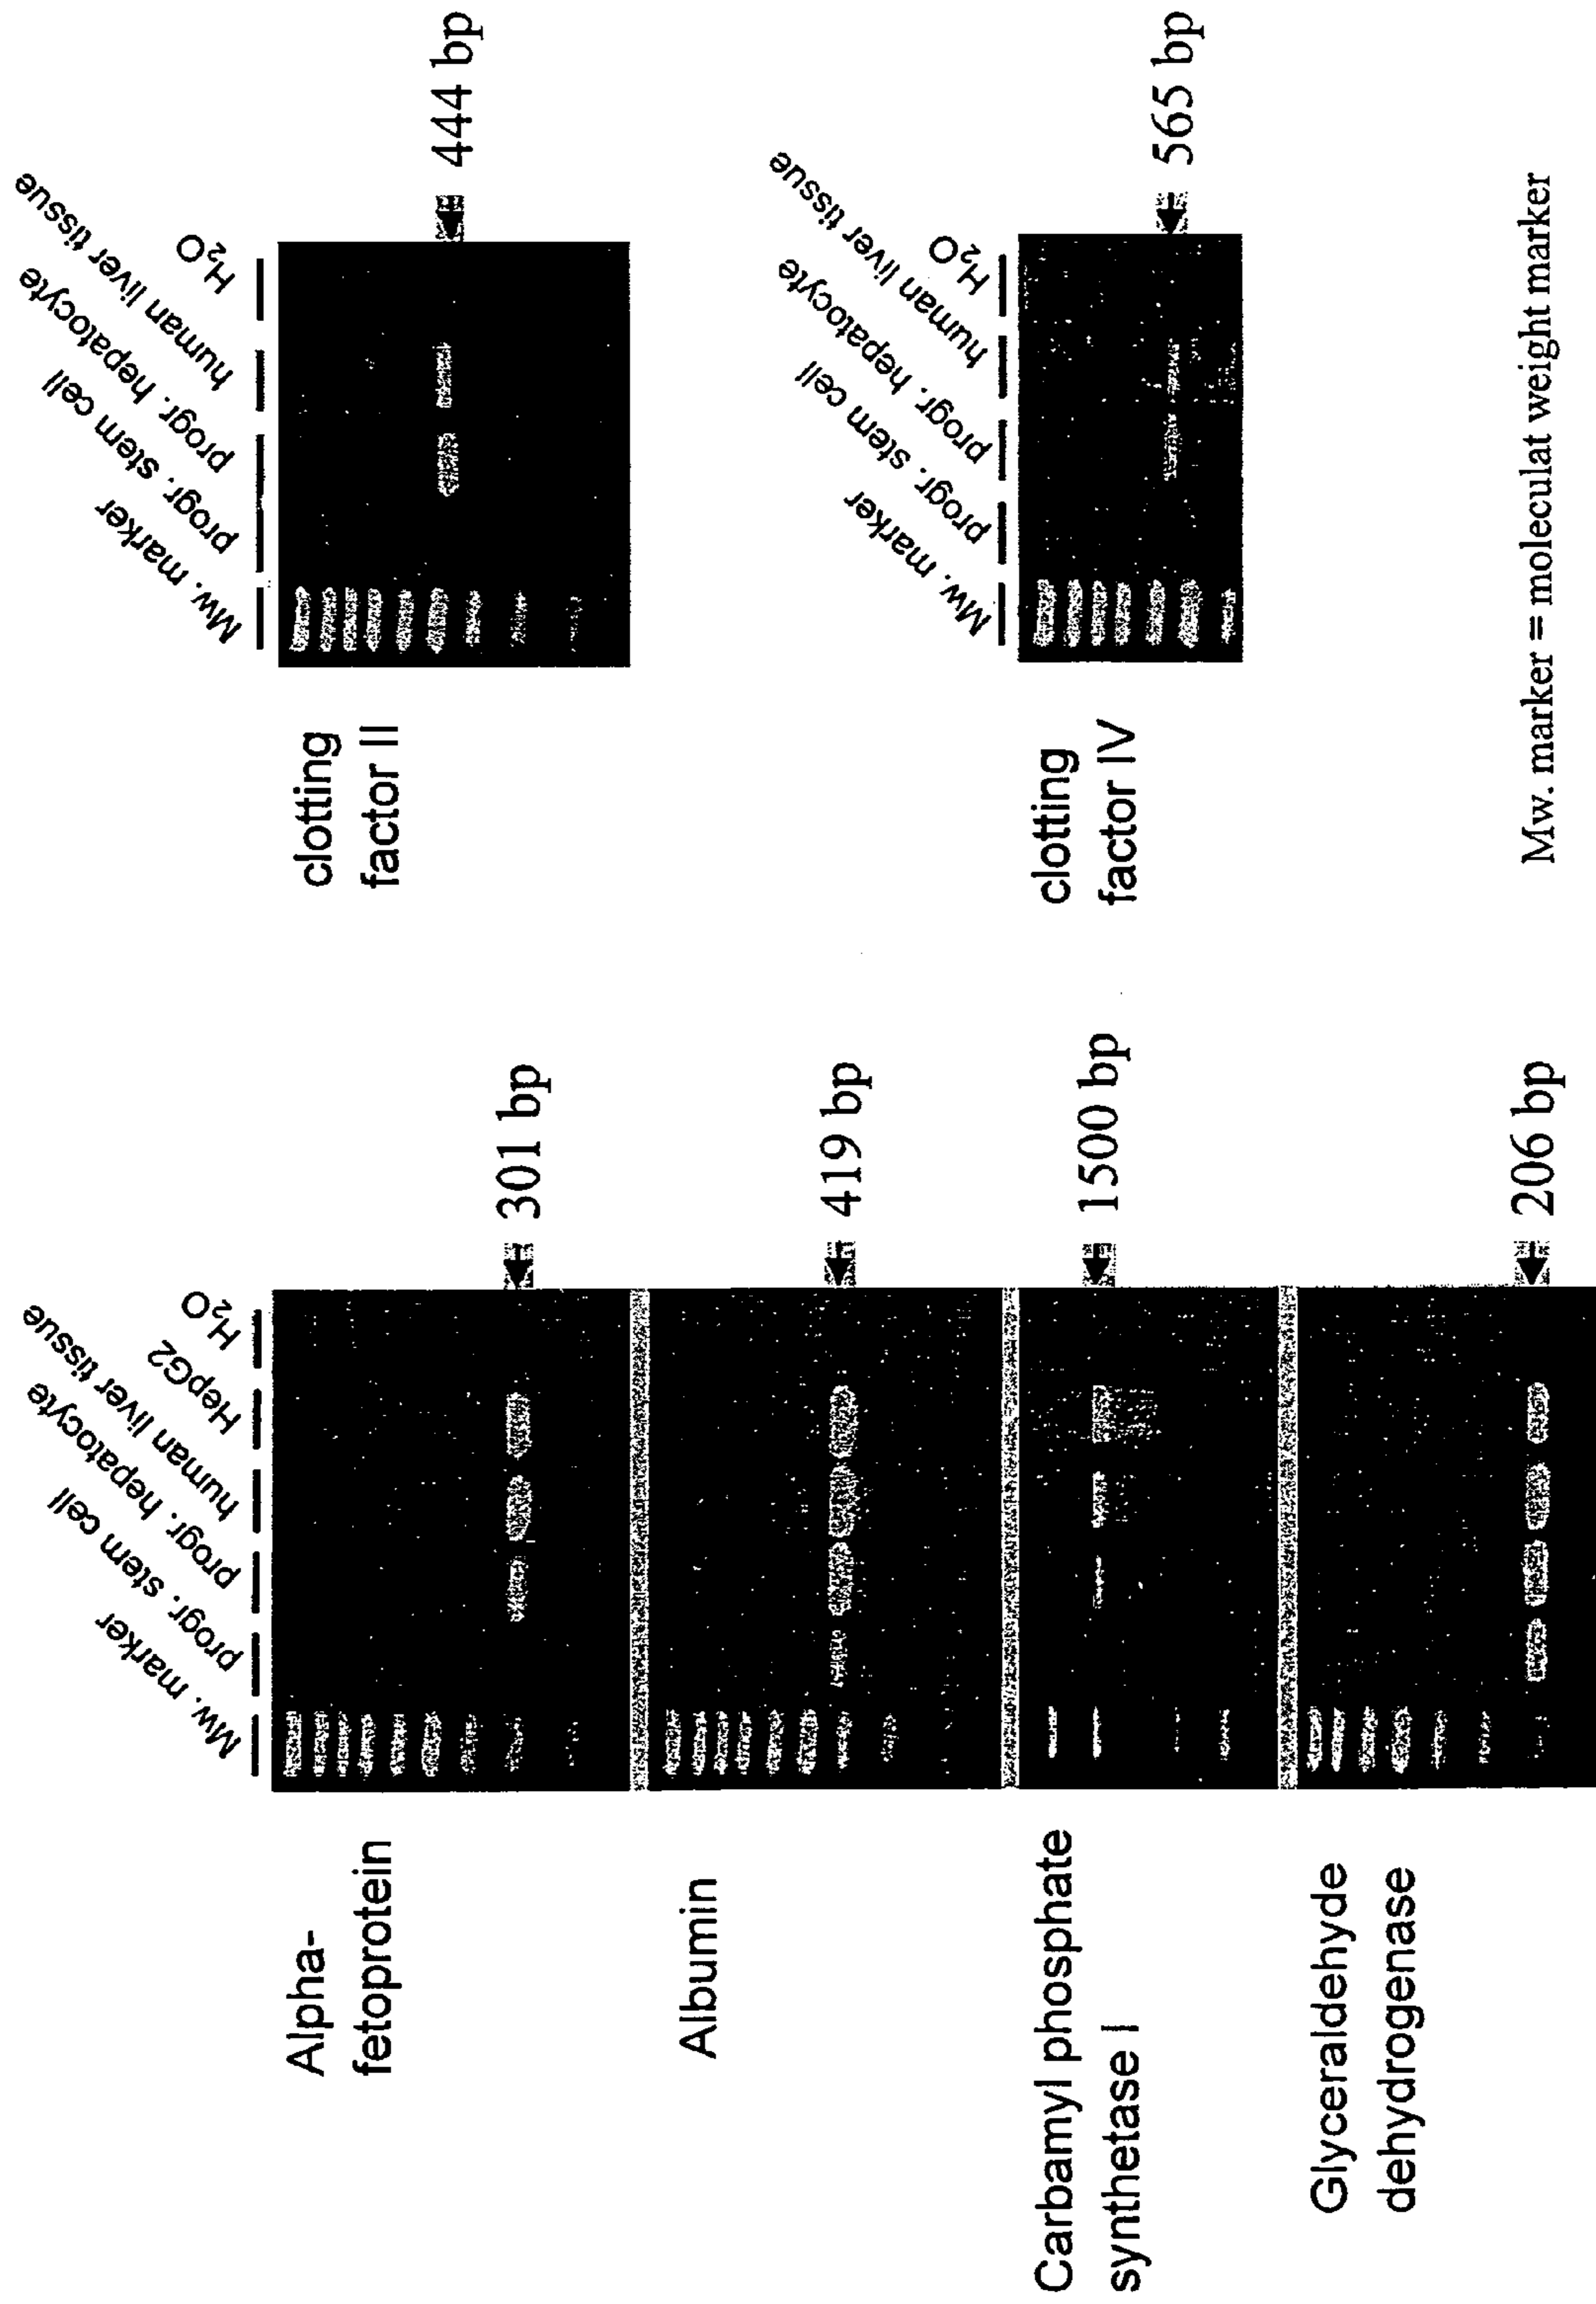 Mw. marker
progr. stem cell
progr. hepatocyte
human liver tissue
HepG2
H₂O
Alpha-
fetoprotein
301 bp
Albumin
419 bp
Carbamyl phosphate
synthetase I
1500 bp
Glyceraldehyde
dehydrogenase
206 bp
Mw. marker
progr. stem cell
progr. hepatocyte
human liver tissue
H₂O
clotting
factor II
444 bp
Mw. marker
progr. stem cell
progr. hepatocyte
human liver tissue
H₂O
clotting
factor IV
565 bp
Mw. marker = moleculat weight marker